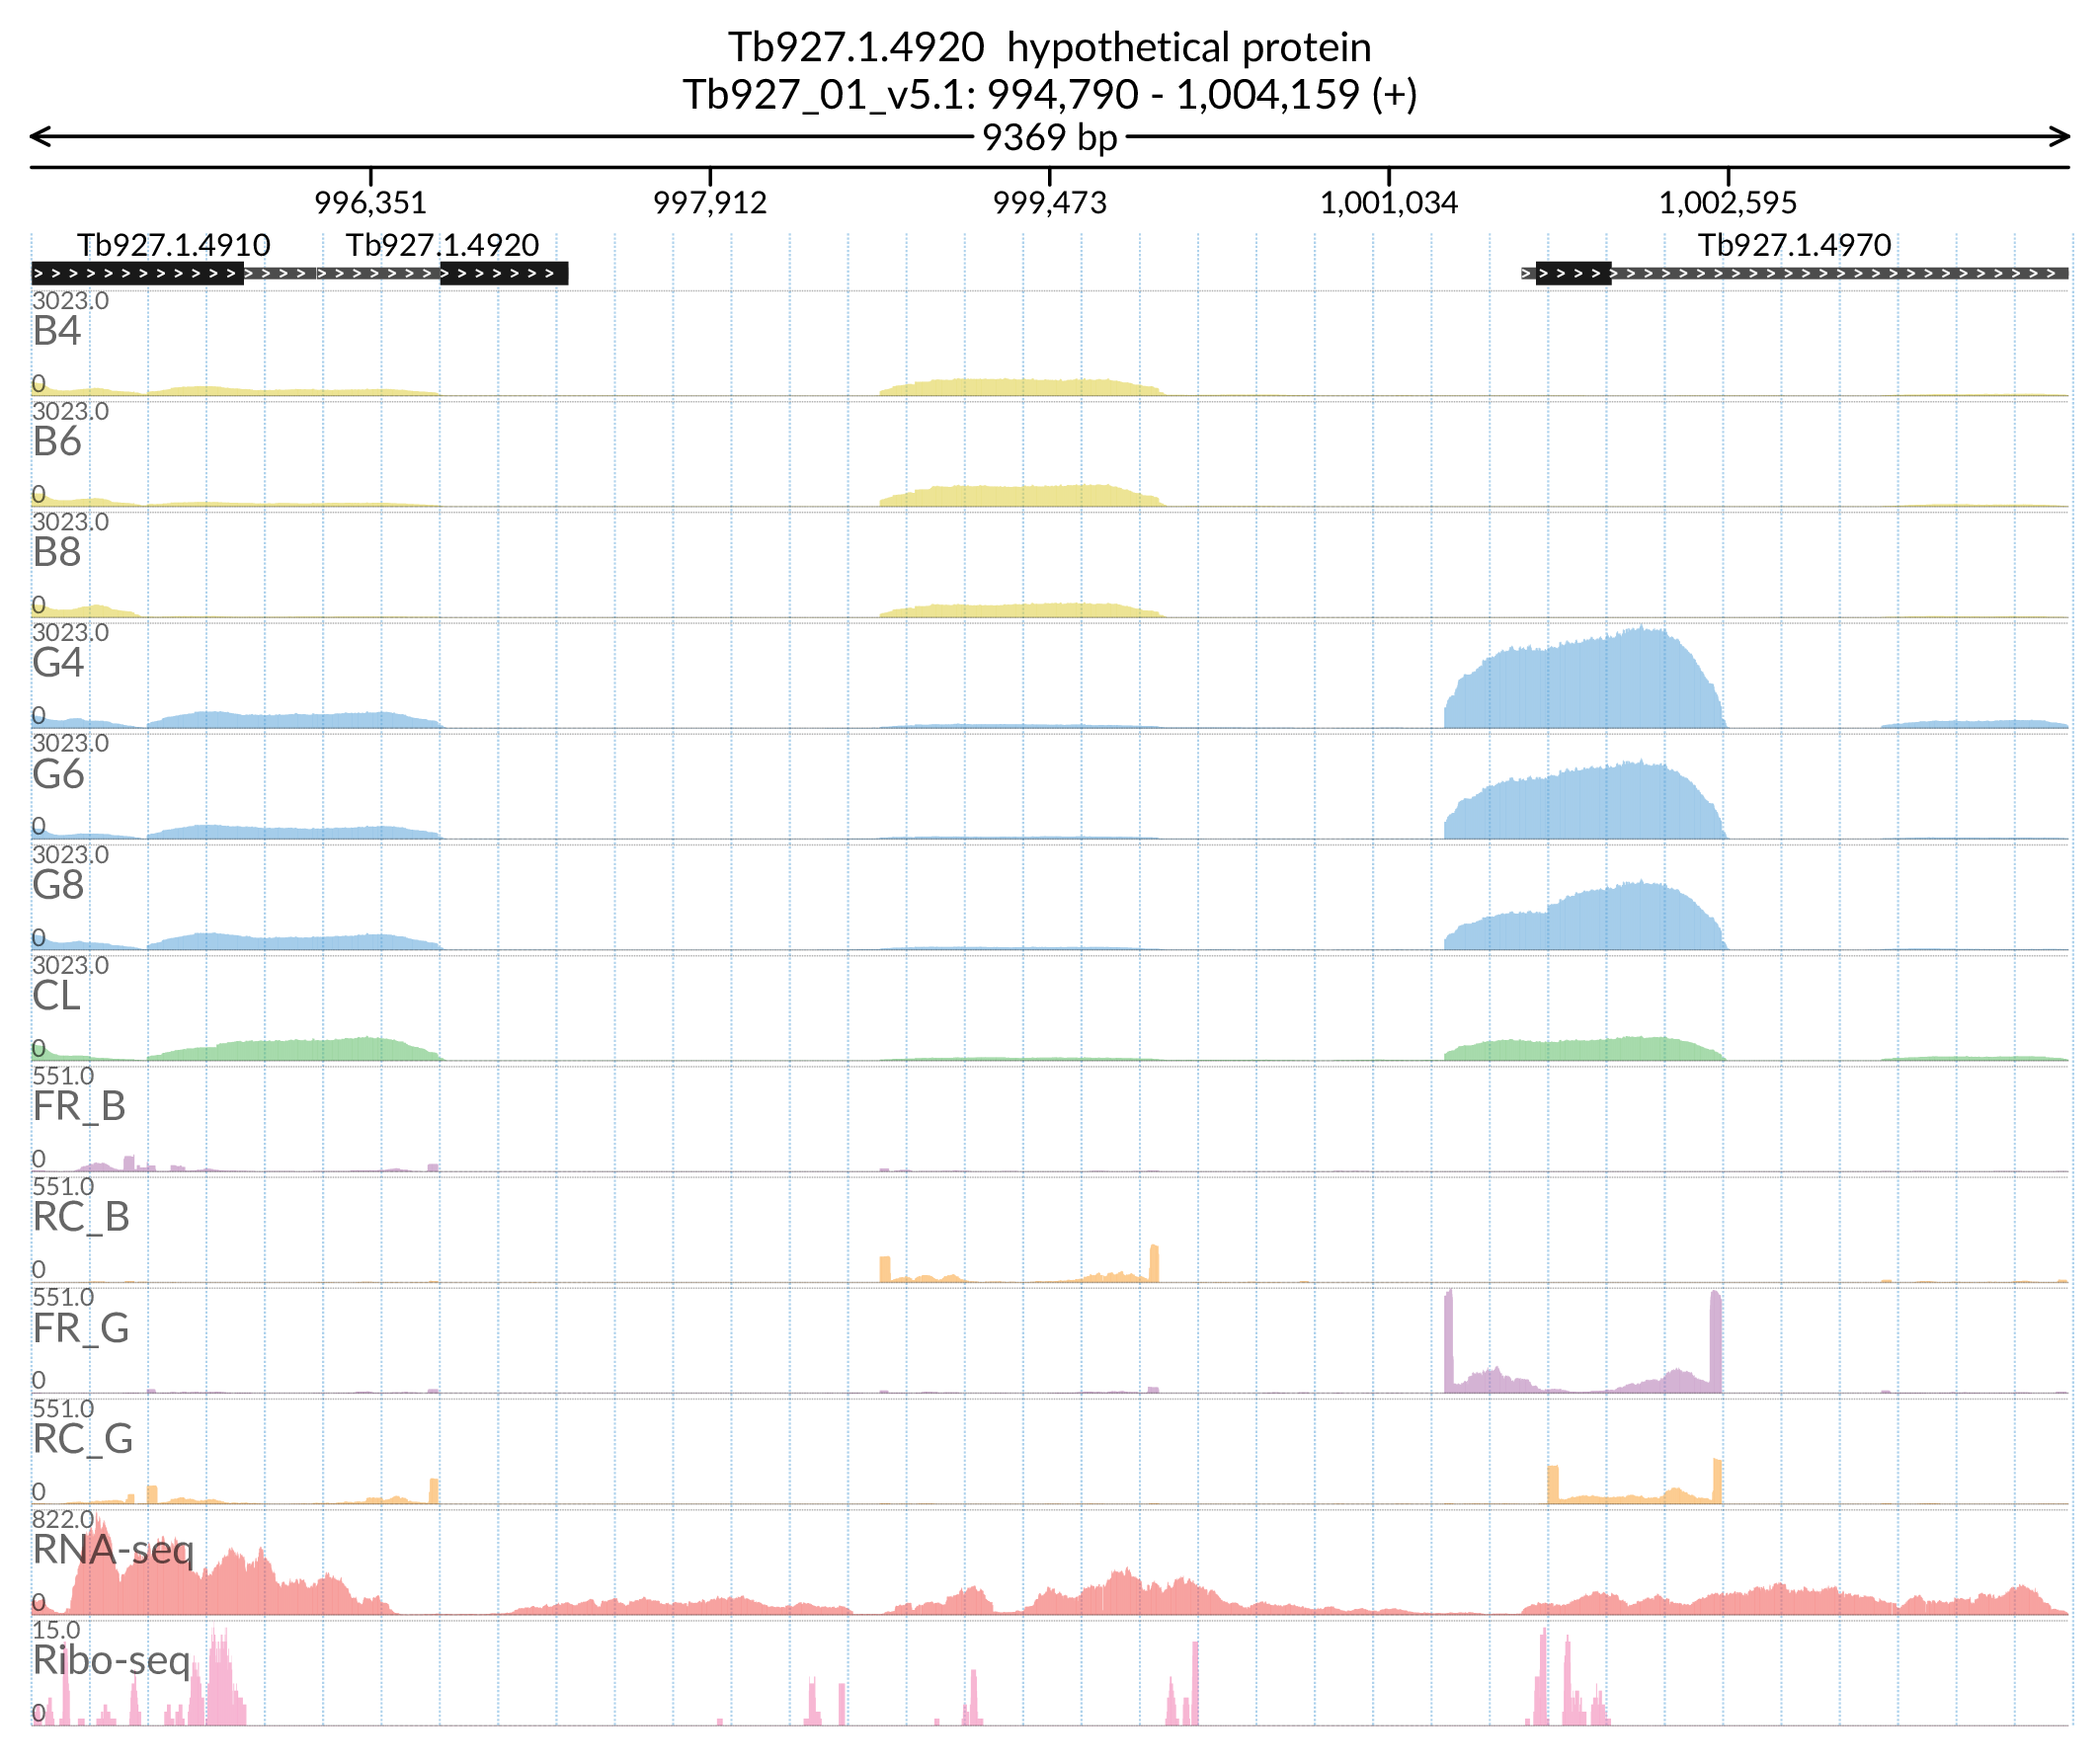 Tb927.1.4920  hypothetical protein
Tb927_01_v5.1: 994,790 - 1,004,159 (+)
9369 bp
996,351 997,912 999,473 1,001,034 1,002,595
Tb927.1.4910 Tb927.1.4920 Tb927.1.4970
3023.0
B4
0
3023.0
B6
0
3023.0
B8
0
3023.0
G4
0
3023.0
G6
0
3023.0
G8
0
3023.0
CL
0
551.0
FR_B
0
551.0
RC_B
0
551.0
FR_G
0
551.0
RC_G
0
822.0
RNA-seq
0
15.0
Ribo-seq
0